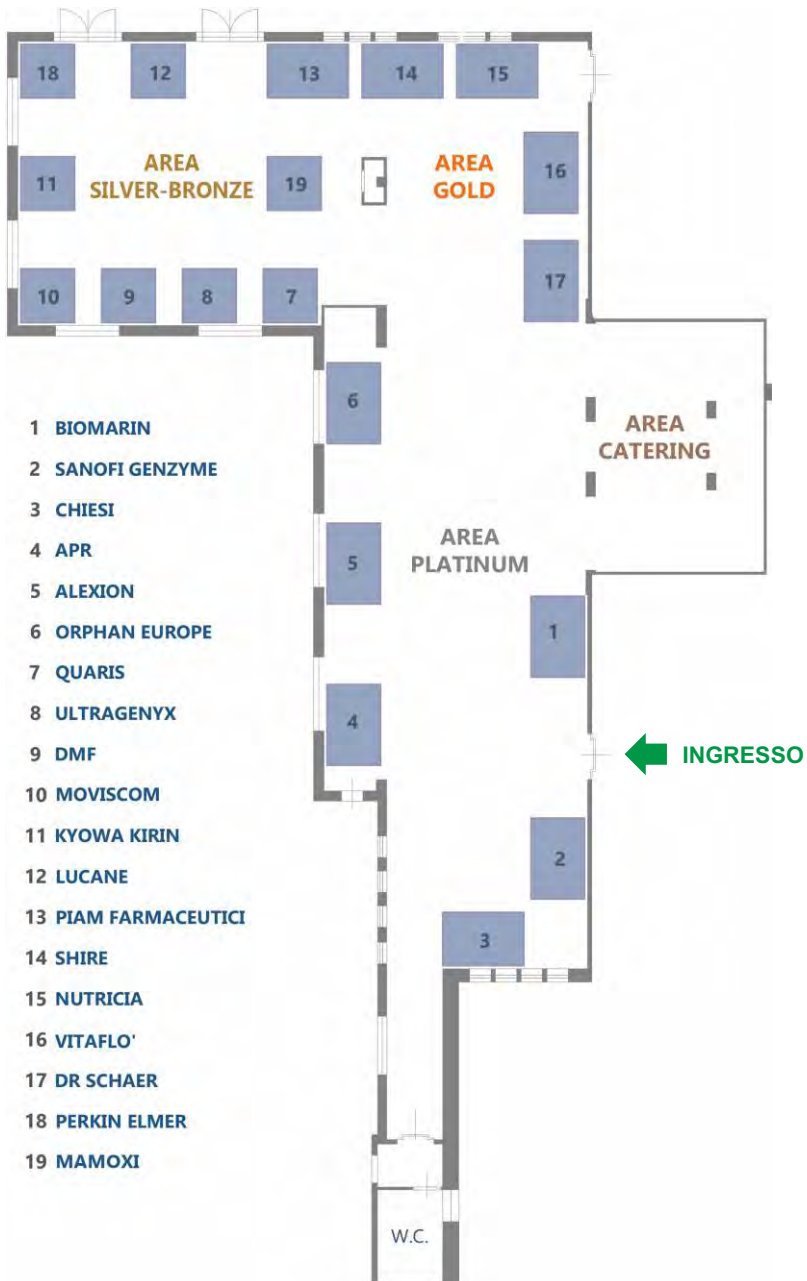 18
12
13
14
15
AREA
SILVER-BRONZE
AREA
GOLD
11
19
16
17
10
9
8
7
6
AREA
CATERING
AREA
PLATINUM
5
1
4
INGRESSO
2
3
1 BIOMARIN
2 SANOFI GENZYME
3 CHIESI
4 APR
5 ALEXION
6 ORPHAN EUROPE
7 QUARIS
8 ULTRAGENYX
9 DMF
10 MOVISCOM
11 KYOWA KIRIN
12 LUCANE
13 PIAM FARMACEUTICI
14 SHIRE
15 NUTRICIA
16 VITAFLO'
17 DR SCHAER
18 PERKIN ELMER
19 MAMOXI
W.C.